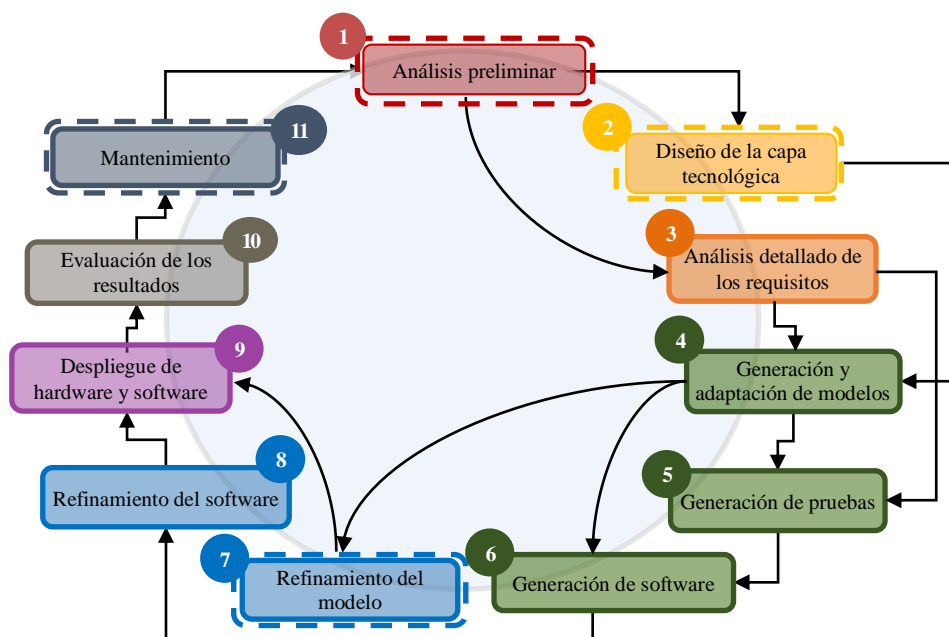 1
Análisis preliminar
2
Diseño de la capa
tecnológica
3
Análisis detallado de
los requisitos
4
Generación y
adaptación de modelos
5
Generación de pruebas
6
Generación de software
7
Refinamiento del
modelo
8
Refinamiento del software
9
Despliegue de
hardware y software
10
Evaluación de los
resultados
11
Mantenimiento